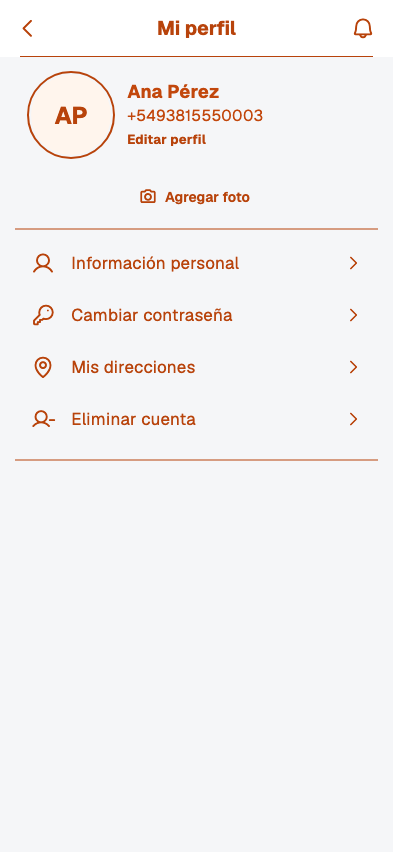 Mi perfil
AP
Ana Pérez
+5493815550003
Editar perfil
Agregar foto
Información personal
Cambiar contraseña
Mis direcciones
Eliminar cuenta